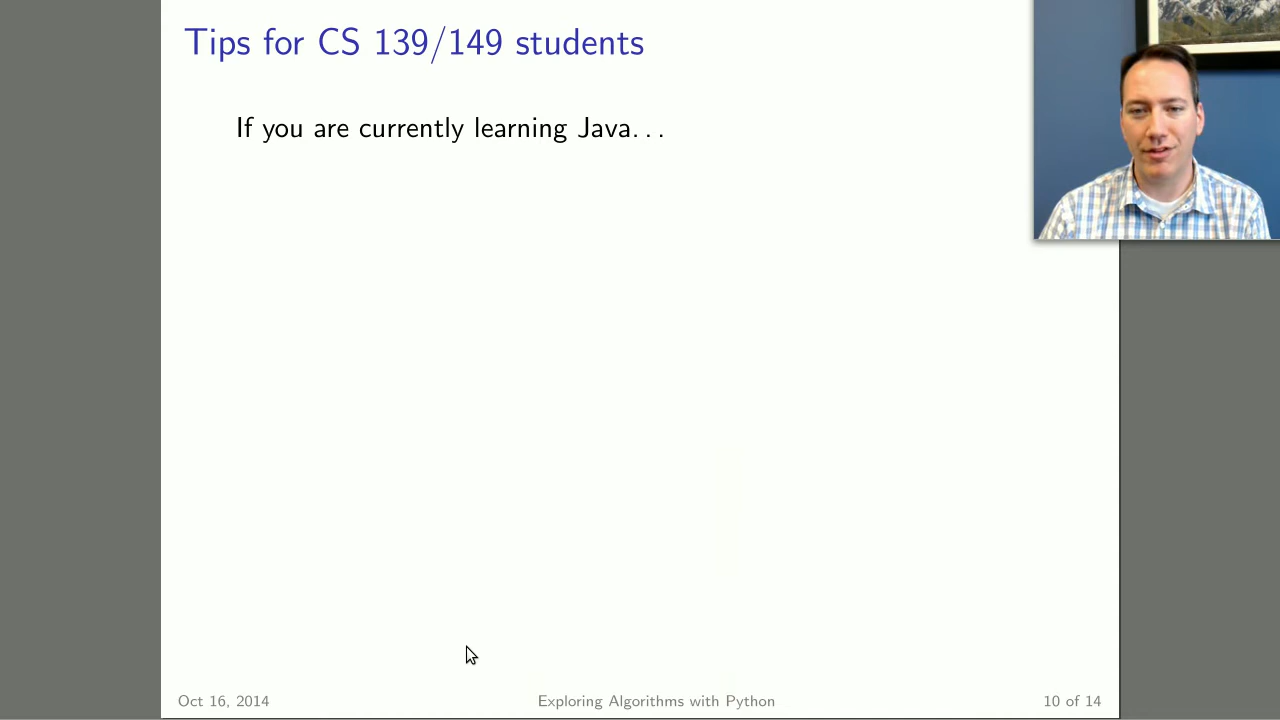 Tips for CS 139/149 students
If you are currently learning Java...
Oct 16, 2014
Exploring Algorithms with Python
10 of 14